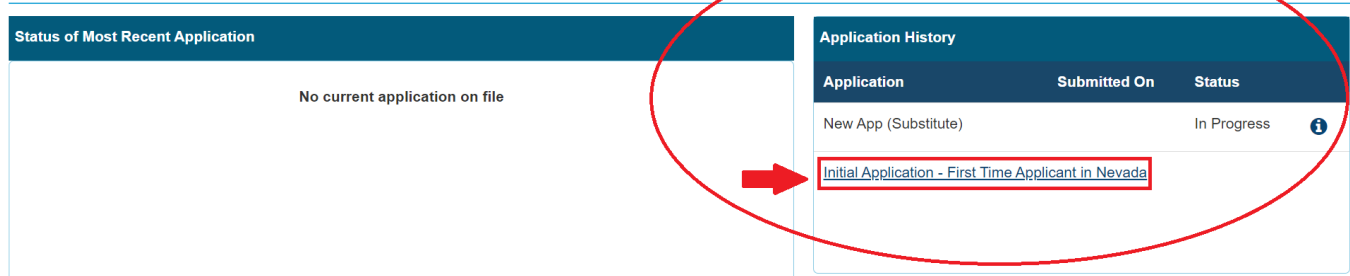 Status of Most Recent Application
No current application on file
Application History
Application Submitted On Status
New App (Substitute) In Progress
Initial Application - First Time Applicant in Nevada